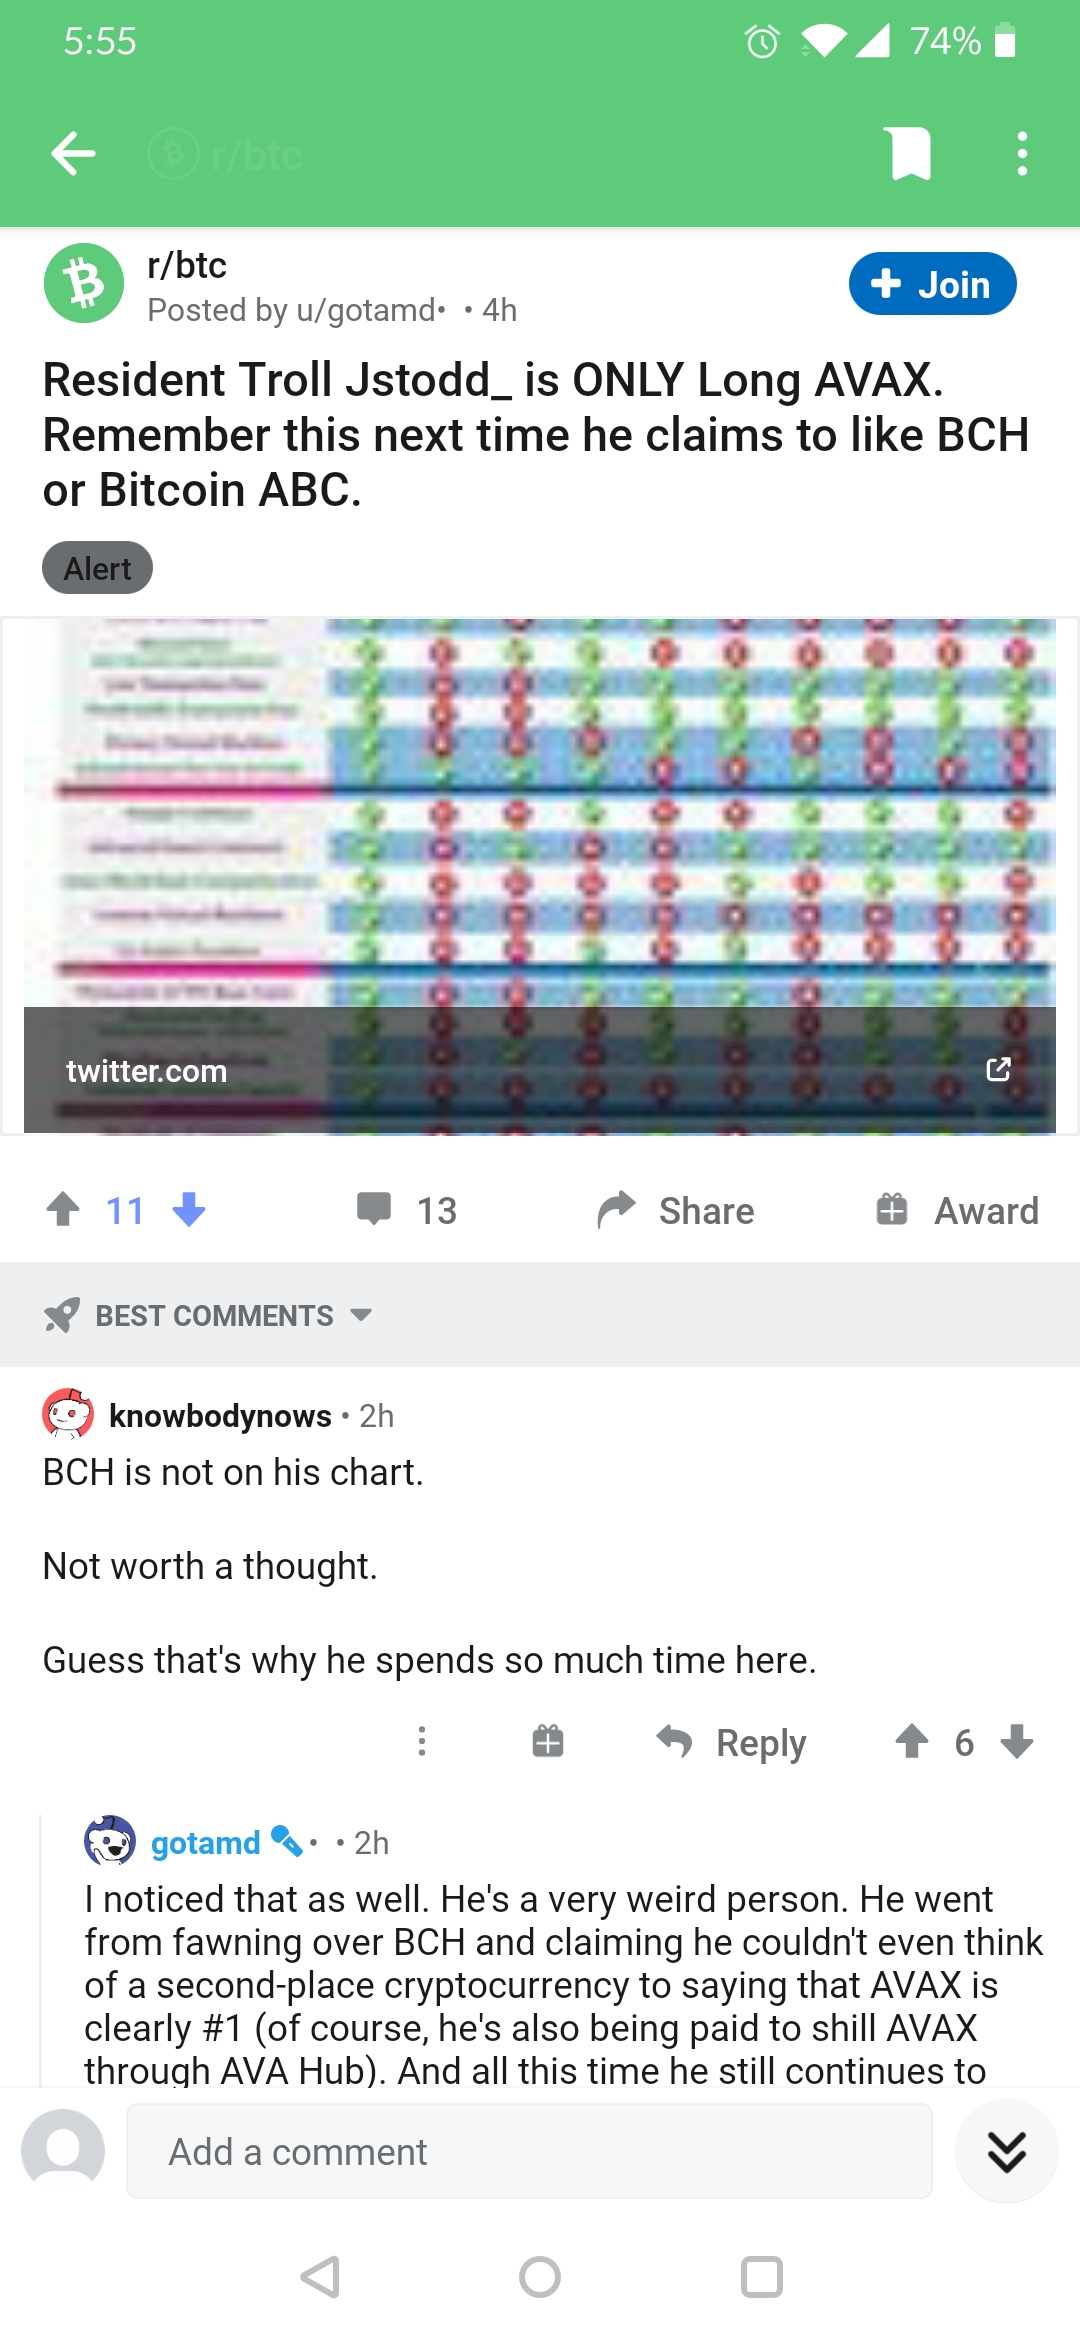 5:55
74%
r/btc
r/btc
Posted by u/gotamd• • 4h
+ Join
Resident Troll Jstodd_ is ONLY Long AVAX.
Remember this next time he claims to like BCH
or Bitcoin ABC.
Alert
twitter.com
11
13
Share
Award
BEST COMMENTS
knowbodynows • 2h
BCH is not on his chart.
Not worth a thought.
Guess that's why he spends so much time here.
Reply
6
gotamd • • 2h
I noticed that as well. He's a very weird person. He went
from fawning over BCH and claiming he couldn't even think
of a second-place cryptocurrency to saying that AVAX is
clearly #1 (of course, he's also being paid to shill AVAX
through AVA Hub). And all this time he still continues to
Add a comment